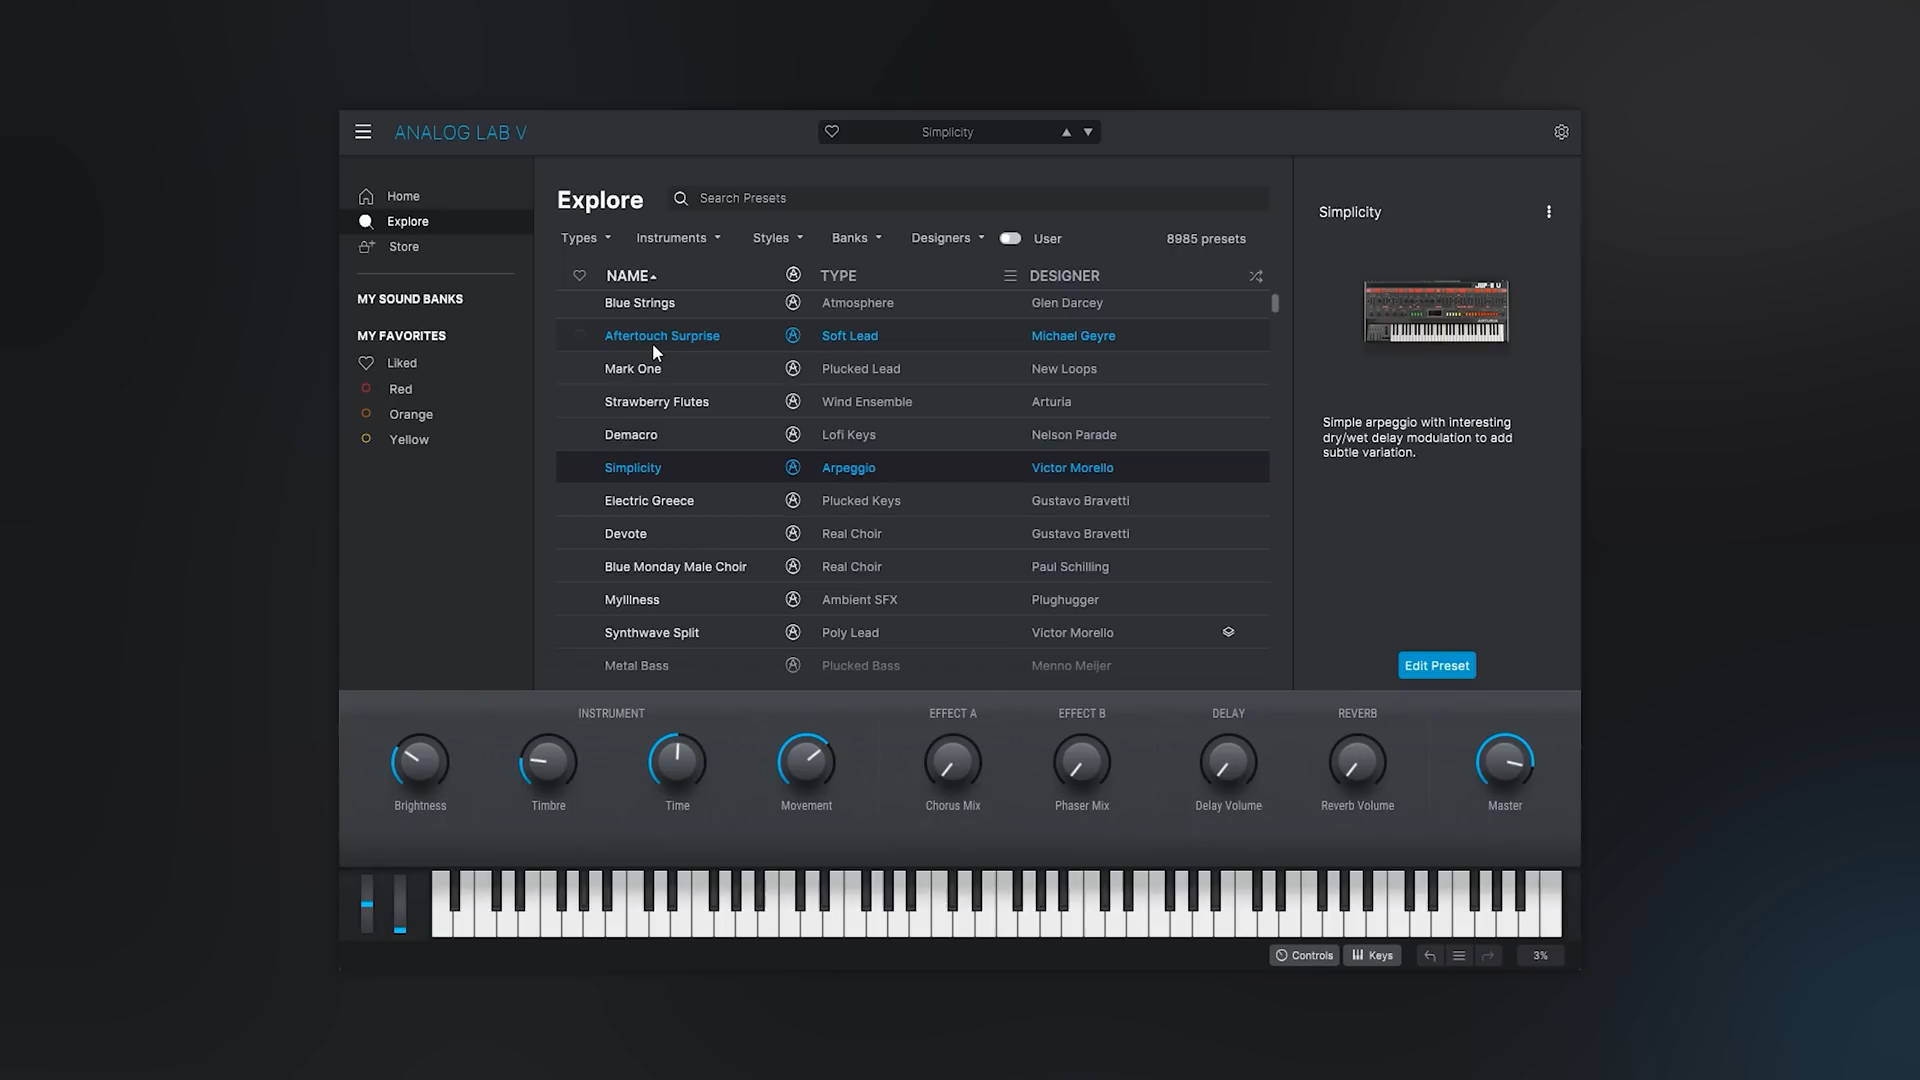 ANALOG LAB V
Simplicity
Home
Explore
Store
MY SOUND BANKS
MY FAVORITES
Liked
Red
Orange
Yellow
Explore
Search Presets
Types Instruments Styles Banks Designers User 8985 presets
NAME TYPE DESIGNER
Blue Strings Atmosphere Glen Darcey
Aftertouch Surprise Soft Lead Michael Geyre
Mark One Plucked Lead New Loops
Strawberry Flutes Wind Ensemble Arturia
Demacro Lofi Keys Nelson Parade
Simplicity Arpeggio Victor Morello
Electric Greece Plucked Keys Gustavo Bravetti
Devote Real Choir Gustavo Bravetti
Blue Monday Male Choir Real Choir Paul Schilling
MyIllness Ambient SFX Plughugger
Synthwave Split Poly Lead Victor Morello
Metal Bass Plucked Bass Menno Meijer
Simplicity
ARTURIA
Simple arpeggio with interesting
dry/wet delay modulation to add
subtle variation.
Edit Preset
INSTRUMENT EFFECT A EFFECT B DELAY REVERB
Brightness Timbre Time Movement Chorus Mix Phaser Mix Delay Volume Reverb Volume Master
Controls Keys 3%